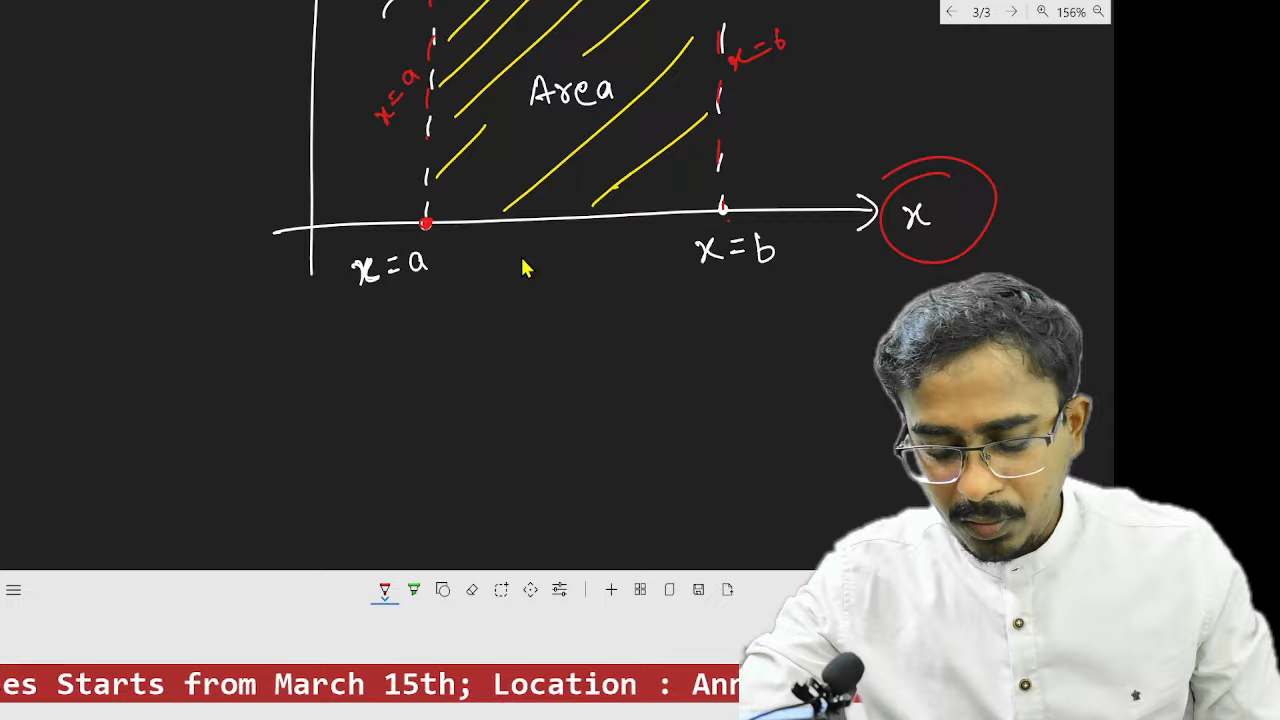 3/3
156%
x=b
x=a
Area
x
x=a
x=b
es Starts from March 15th; Location : Ann